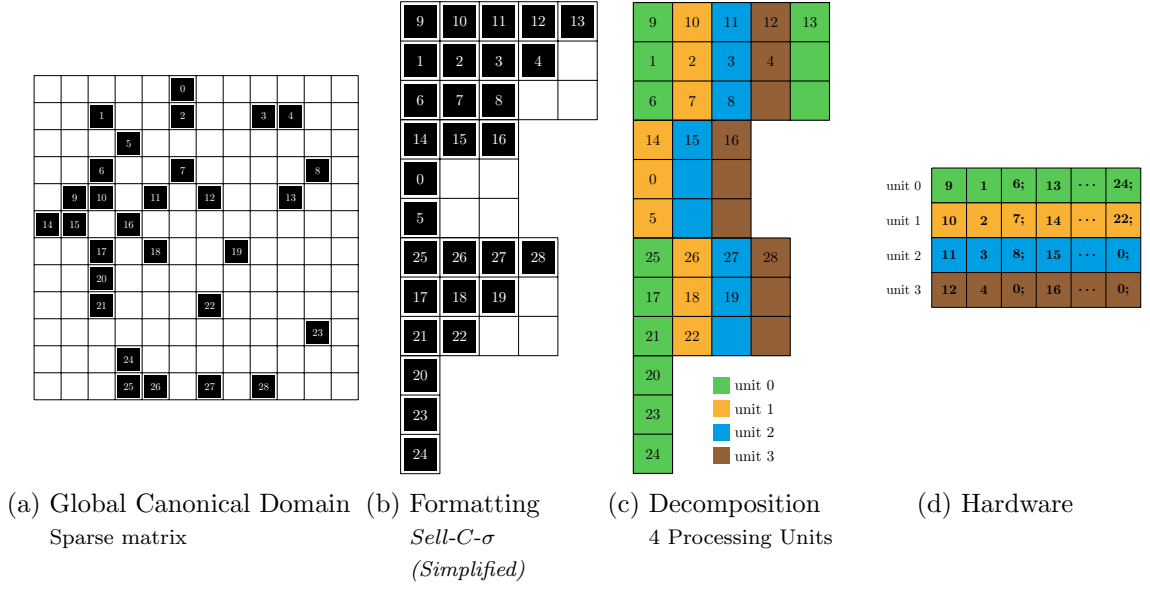 0
1 2 3 4
5
6 7 8
9 10 11 12 13
14 15 16
17 18 19
20
21 22
23
24
25 26 27 28
9 10 11 12 13
1 2 3 4
6 7 8
14 15 16
0
5
25 26 27 28
17 18 19
21 22
20
23
24
9 10 11 12 13
1 2 3 4
6 7 8
14 15 16
0
5
25 26 27 28
17 18 19
21 22
20
23
24
unit 0
unit 1
unit 2
unit 3
unit 0 9 1 6; 13 ··· 24;
unit 1 10 2 7; 14 ··· 22;
unit 2 11 3 8; 15 ··· 0;
unit 3 12 4 0; 16 ··· 0;
(a) Global Canonical Domain
Sparse matrix
(b) Formatting
Sell-C-σ
(Simplified)
(c) Decomposition
4 Processing Units
(d) Hardware